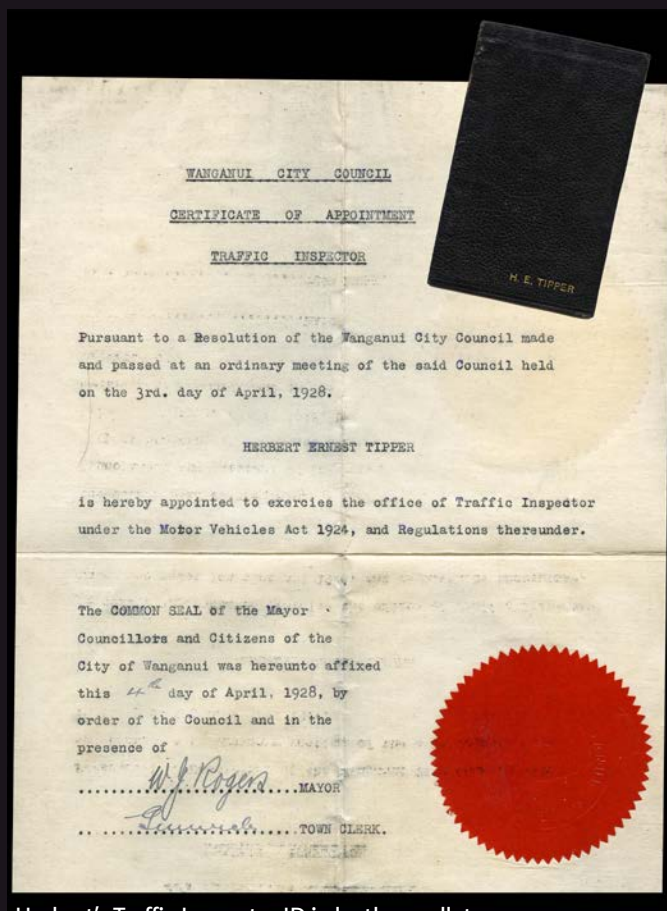 H. E. TIPPER
WANGANUI CITY COUNCIL
CERTIFICATE OF APPOINTMENT
TRAFFIC INSPECTOR
Pursuant to a Resolution of the Wanganui City Council made
and passed at an ordinary meeting of the said Council held
on the 3rd. day of April, 1928.
HERBERT ERNEST TIPPER
is hereby appointed to exercies the office of Traffic Inspector
under the Motor Vehicles Act 1924, and Regulations thereunder.
The COMMON SEAL of the Mayor
Councillors and Citizens of the
City of Wanganui was hereunto affixed
this 4th day of April, 1928, by
order of the Council and in the
presence of
W. J. Rogers MAYOR
TOWN CLERK.